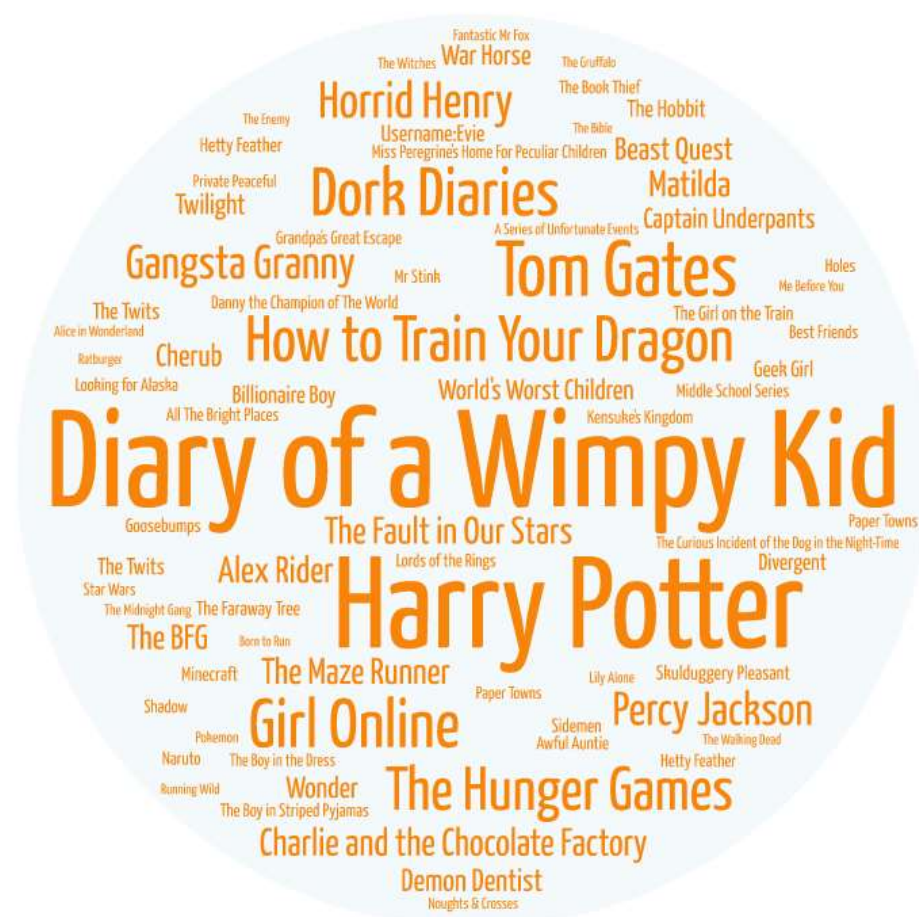 Fantastic Mr Fox
War Horse
The Witches
The Gruffalo
The Book Thief
Horrid Henry
The Hobbit
The Enemy
Username:Evie
The Bible
Hetty Feather
Miss Peregrine's Home For Peculiar Children
Beast Quest
Private Peaceful
Dork Diaries
Matilda
Twilight
Captain Underpants
A Series of Unfortunate Events
Grandpa's Great Escape
Gangsta Granny
Tom Gates
Mr Stink
Holes
Me Before You
Danny the Champion of The World
The Twits
The Girl on the Train
Alice in Wonderland
How to Train Your Dragon
Best Friends
Ratburger
Cherub
Geek Girl
Looking for Alaska
Billionaire Boy
World's Worst Children
Middle School Series
All The Bright Places
Kensuke's Kingdom
Diary of a Wimpy Kid
Goosebumps
The Fault in Our Stars
Paper Towns
The Curious Incident of the Dog in the Night-Time
The Twits
Alex Rider
Lords of the Rings
Divergent
Star Wars
Harry Potter
The Midnight Gang
The Faraway Tree
The BFG
Born to Run
Minecraft
The Maze Runner
Lily Alone
Skulduggery Pleasant
Shadow
Paper Towns
Girl Online
Percy Jackson
Sidemen
Pokemon
Awful Auntie
The Walking Dead
Naruto
The Boy in the Dress
Hetty Feather
Running Wild
Wonder
The Hunger Games
The Boy in Striped Pyjamas
Charlie and the Chocolate Factory
Demon Dentist
Noughts & Crosses